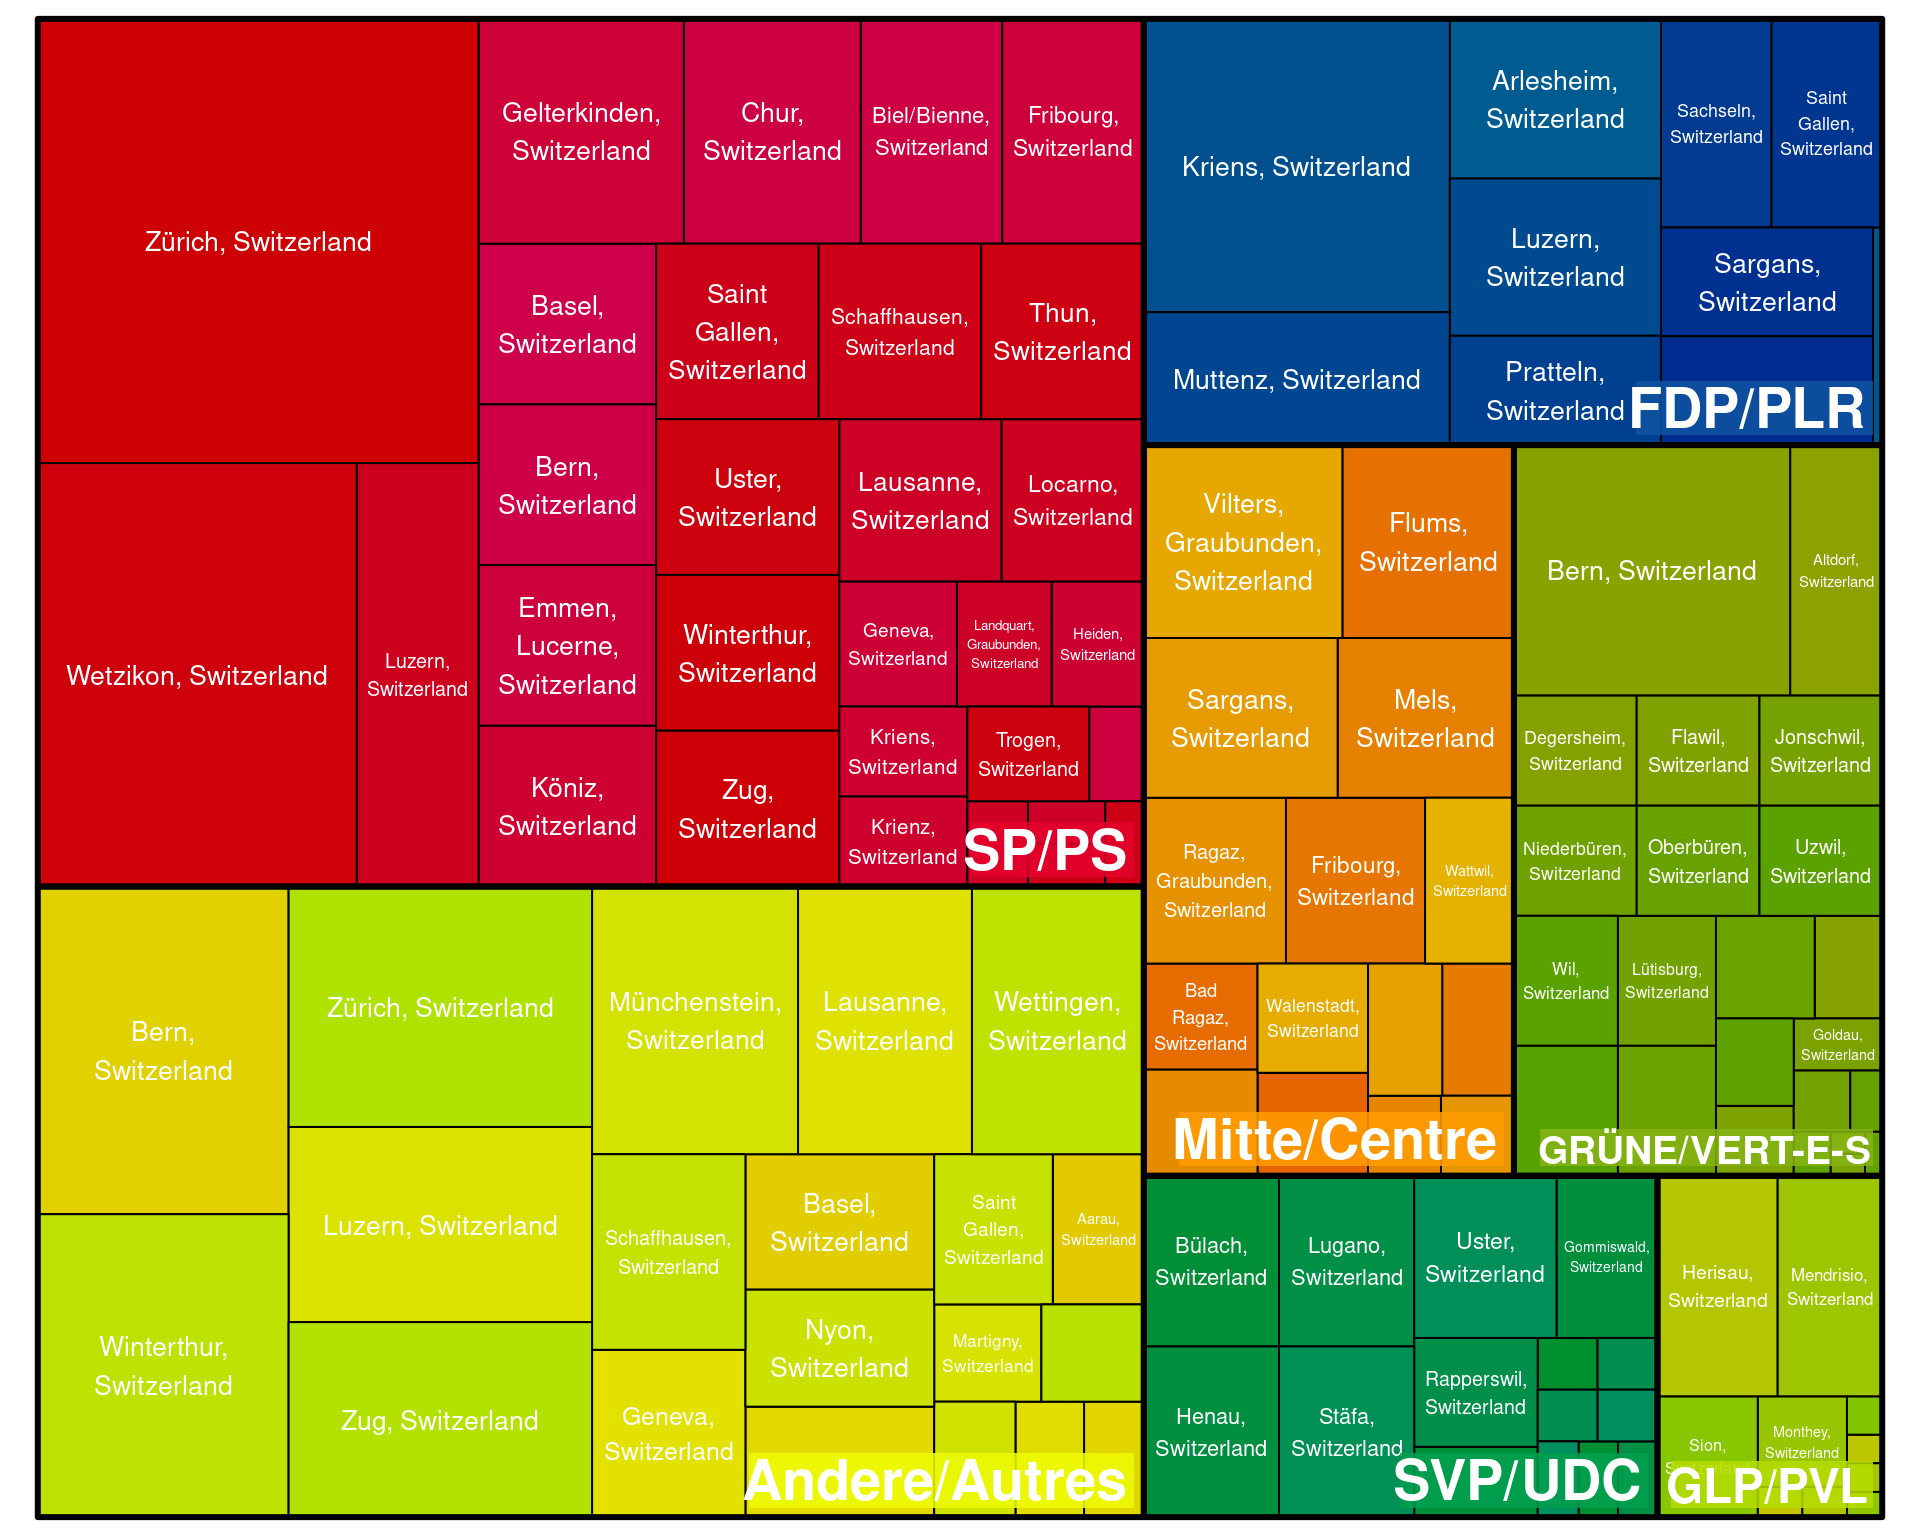 Zürich, Switzerland
Wetzikon, Switzerland
Luzern,
Switzerland
Gelterkinden,
Switzerland
Chur,
Switzerland
Biel/Bienne,
Switzerland
Fribourg,
Switzerland
Basel,
Switzerland
Bern,
Switzerland
Emmen,
Lucerne,
Switzerland
Köniz,
Switzerland
Saint
Gallen,
Switzerland
Schaffhausen,
Switzerland
Thun,
Switzerland
Uster,
Switzerland
Winterthur,
Switzerland
Zug,
Switzerland
Lausanne,
Switzerland
Locarno,
Switzerland
Geneva,
Switzerland
Landquart,
Graubunden,
Switzerland
Heiden,
Switzerland
Kriens,
Switzerland
Krienz,
Switzerland
Trogen,
Switzerland
SP/PS
Kriens, Switzerland
Muttenz, Switzerland
Arlesheim,
Switzerland
Luzern,
Switzerland
Pratteln,
Switzerland
Sachseln,
Switzerland
Saint
Gallen,
Switzerland
Sargans,
Switzerland
FDP/PLR
Vilters,
Graubunden,
Switzerland
Flums,
Switzerland
Sargans,
Switzerland
Mels,
Switzerland
Ragaz,
Graubunden,
Switzerland
Fribourg,
Switzerland
Wattwil,
Switzerland
Bad
Ragaz,
Switzerland
Walenstadt,
Switzerland
Mitte/Centre
Bern, Switzerland
Altdorf,
Switzerland
Degersheim,
Switzerland
Flawil,
Switzerland
Jonschwil,
Switzerland
Niederbüren,
Switzerland
Oberbüren,
Switzerland
Uzwil,
Switzerland
Wil,
Switzerland
Lütisburg,
Switzerland
Goldau,
Switzerland
GRÜNE/VERT-E-S
Bern,
Switzerland
Winterthur,
Switzerland
Zürich, Switzerland
Luzern, Switzerland
Zug, Switzerland
Münchenstein,
Switzerland
Lausanne,
Switzerland
Wettingen,
Switzerland
Schaffhausen,
Switzerland
Geneva,
Switzerland
Basel,
Switzerland
Nyon,
Switzerland
Saint
Gallen,
Switzerland
Aarau,
Switzerland
Martigny,
Switzerland
Andere/Autres
Bülach,
Switzerland
Lugano,
Switzerland
Uster,
Switzerland
Gommiswald,
Switzerland
Henau,
Switzerland
Stäfa,
Switzerland
Rapperswil,
Switzerland
SVP/UDC
Herisau,
Switzerland
Mendrisio,
Switzerland
Sion,
Monthey,
Switzerland
GLP/PVL